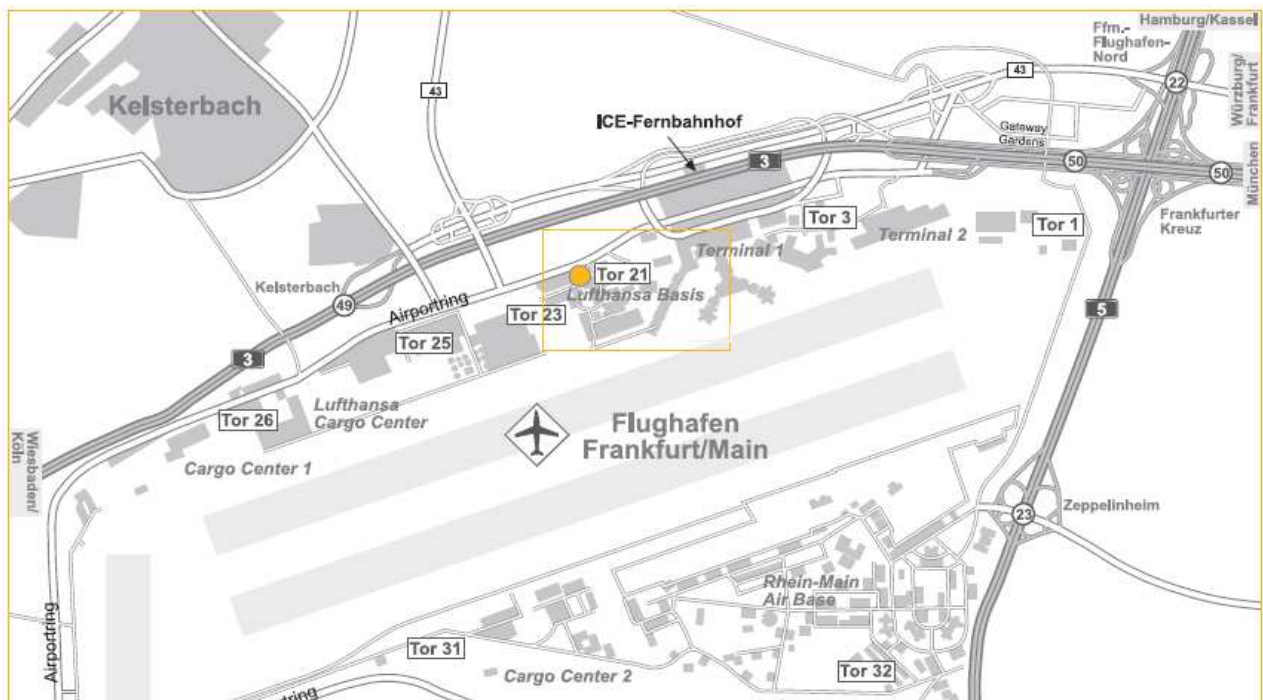 Hamburg/Kassel
Ffm.-
Flughafen-
Nord
Würzburg/
Frankfurt
München
43
43
22
Kelsterbach
ICE-Fernbahnhof
Gateway
Gardens
3
50
50
Frankfurter
Kreuz
Tor 3
Tor 1
Terminal 2
Terminal 1
Tor 21
Lufthansa Basis
Kelsterbach
49
Airportring
Tor 23
Tor 25
5
3
Lufthansa
Cargo Center
Tor 26
Flughafen
Frankfurt/Main
Wiesbaden/
Köln
Cargo Center 1
Zeppelinheim
23
Rhein-Main
Air Base
Airportring
Tor 31
Cargo Center 2
Tor 32